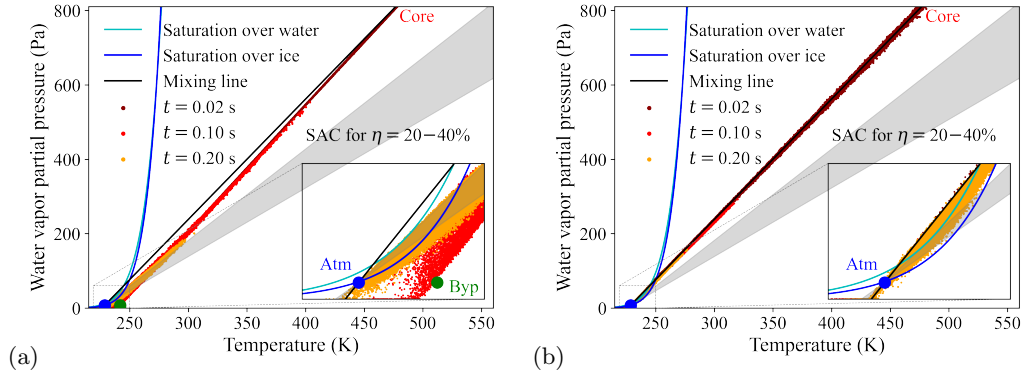 800
600
400
200
0
Water vapor partial pressure (Pa)
Saturation over water
Saturation over ice
Mixing line
t = 0.02 s
t = 0.10 s
t = 0.20 s
Core
SAC for η = 20−40%
Atm
Byp
250 300 350 400 450 500 550
Temperature (K)
(a)
800
600
400
200
0
Water vapor partial pressure (Pa)
Saturation over water
Saturation over ice
Mixing line
t = 0.02 s
t = 0.10 s
t = 0.20 s
Core
SAC for η = 20−40%
Atm
250 300 350 400 450 500 550
Temperature (K)
(b)